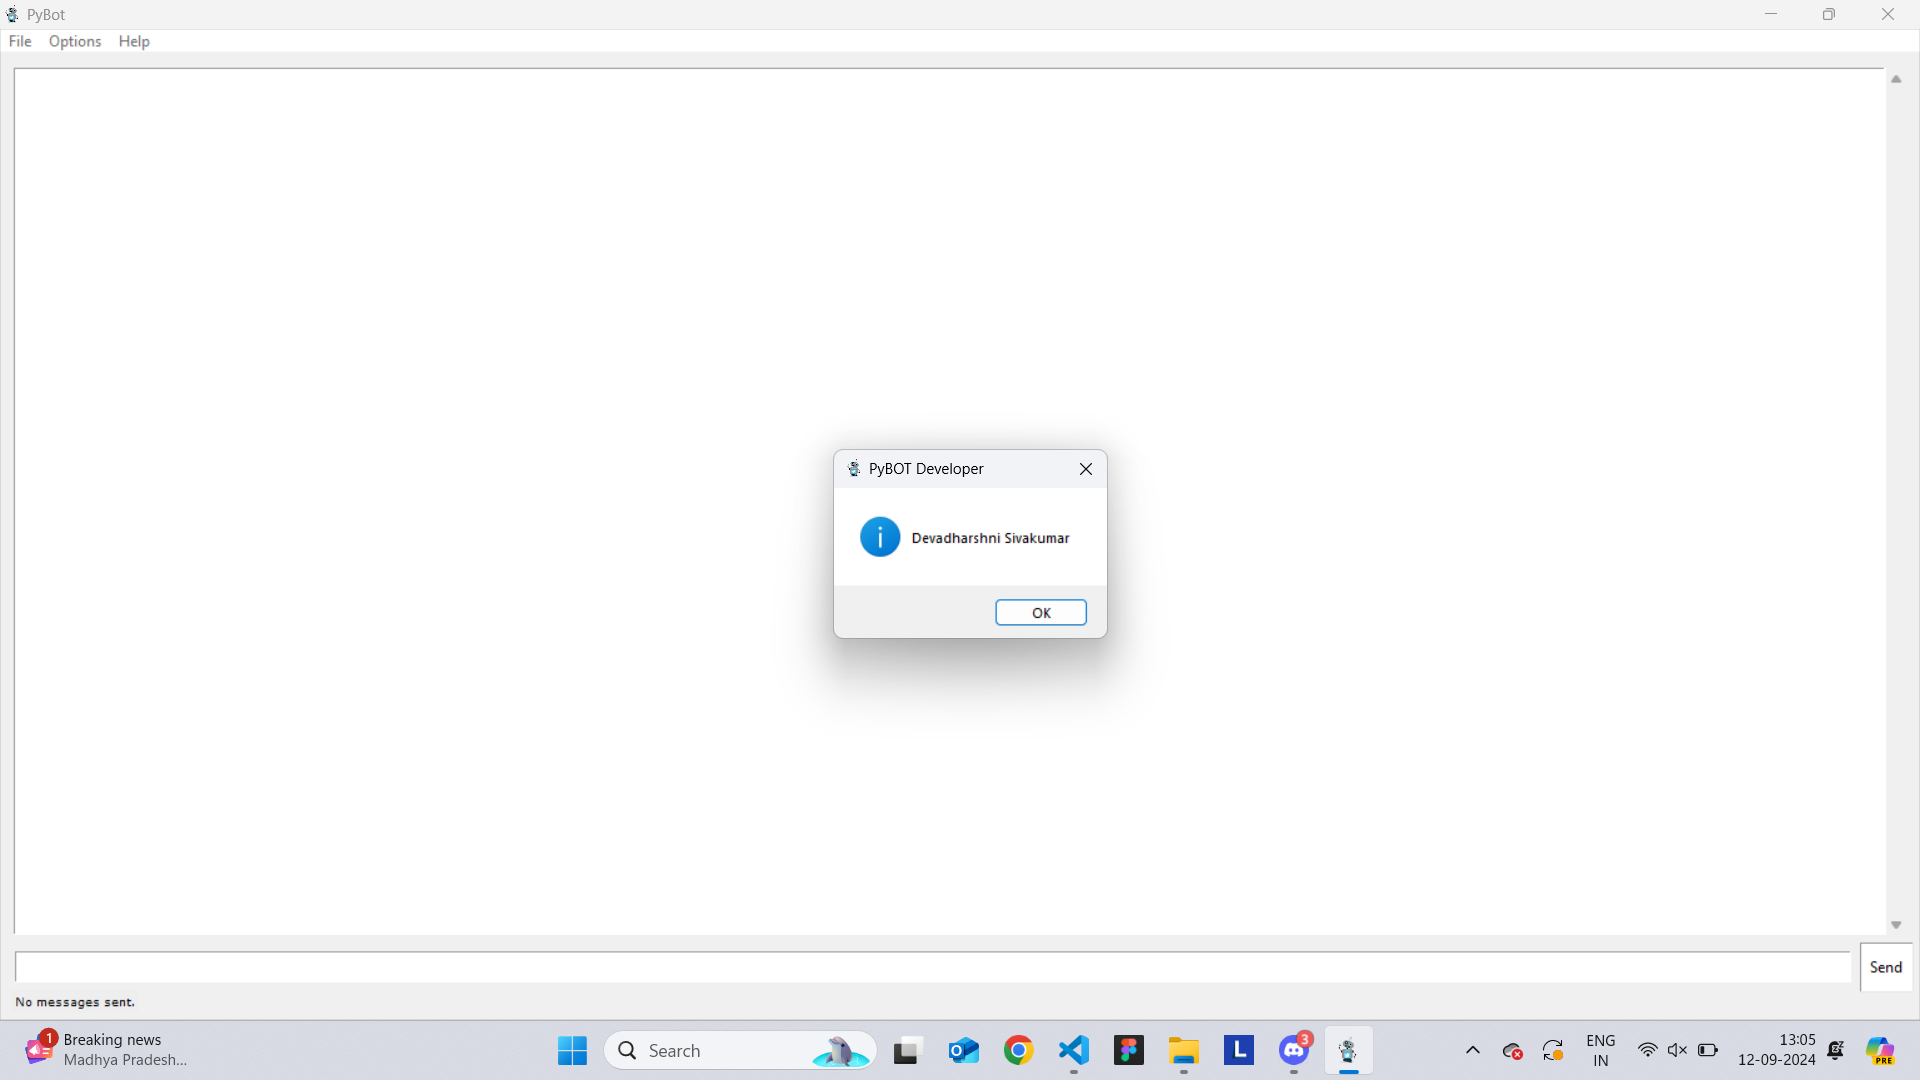 PyBot
File Options Help
PyBOT Developer
Devadharshni Sivakumar
OK
Send
No messages sent.
1
Breaking news
Madhya Pradesh...
Search
L
3
ENG
IN
13:05
12-09-2024
PRE